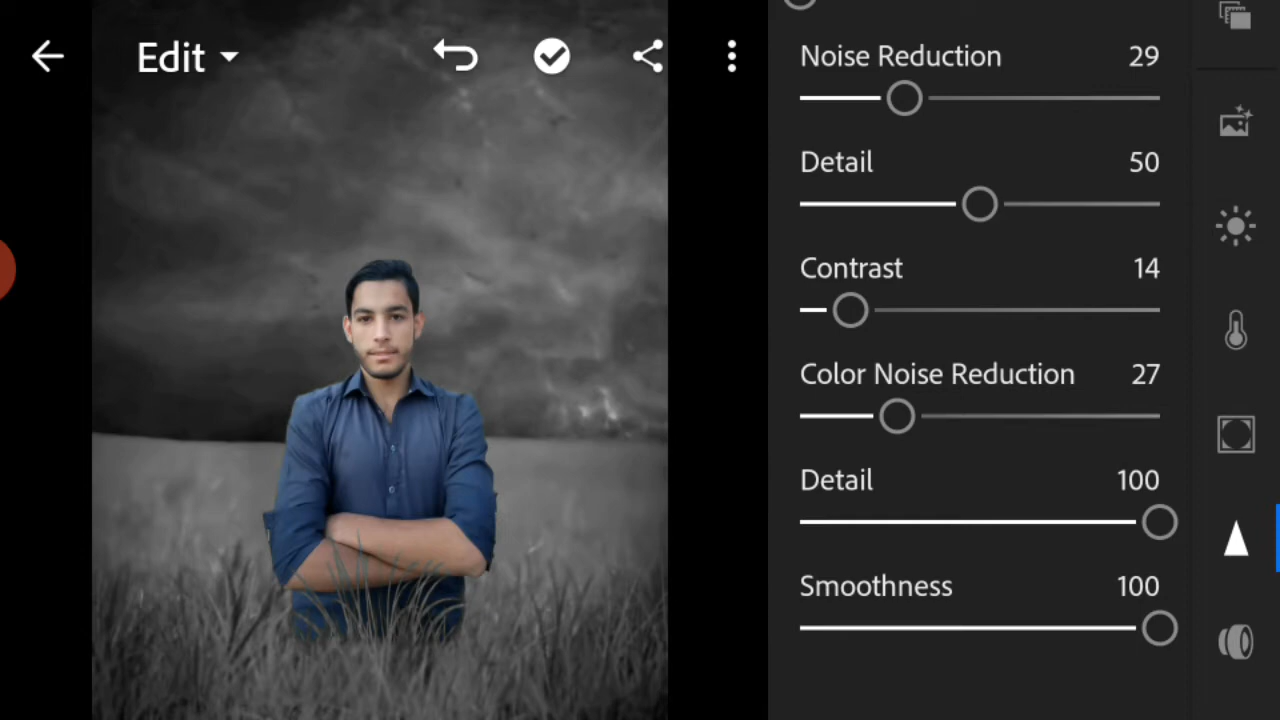 Edit
Noise Reduction 29
Detail 50
Contrast 14
Color Noise Reduction 27
Detail 100
Smoothness 100